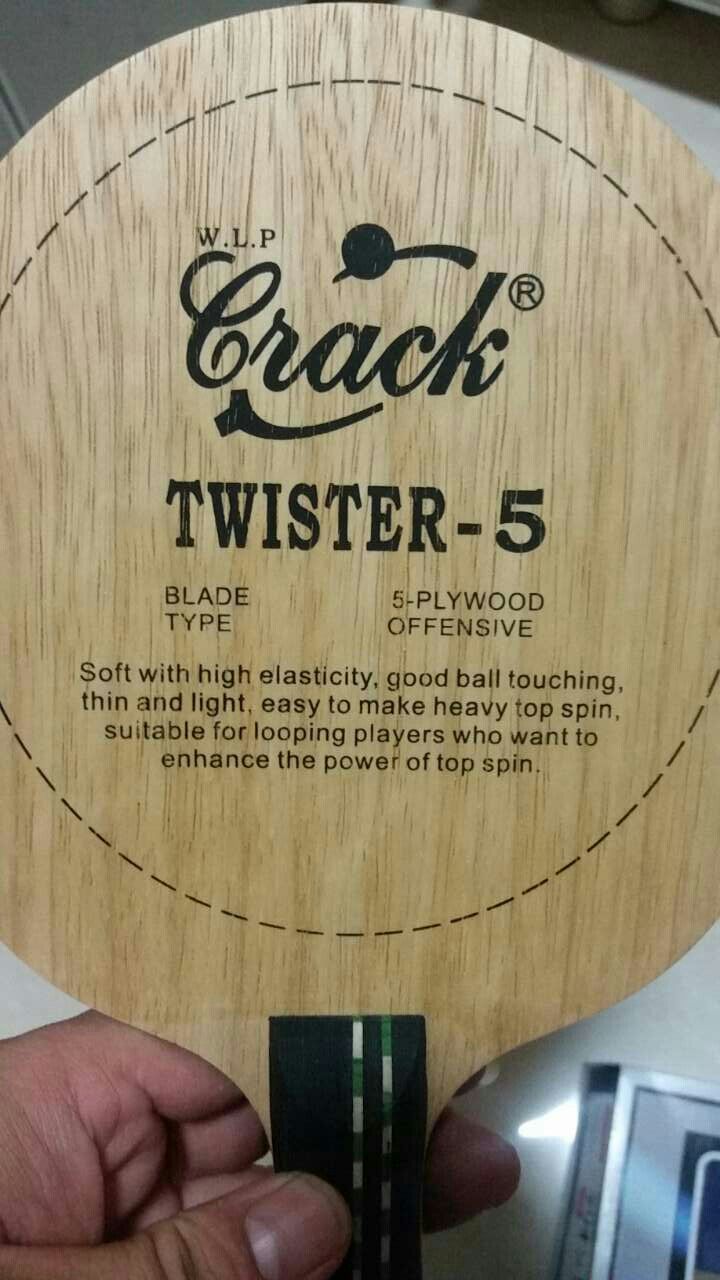 W.L.P
Crack®
TWISTER-5
BLADE 5-PLYWOOD
TYPE OFFENSIVE
Soft with high elasticity, good ball touching,
thin and light, easy to make heavy top spin,
suitable for looping players who want to
enhance the power of top spin.